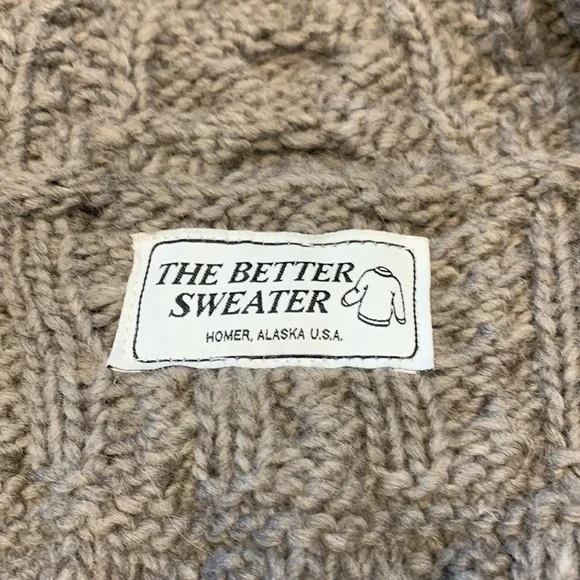 THE BETTER
SWEATER
HOMER, ALASKA U.S.A.